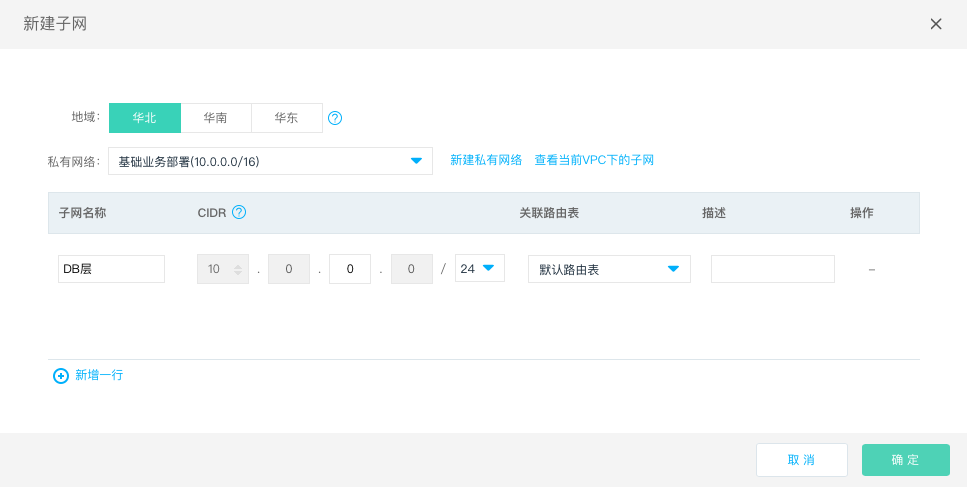 新建子网
地域： 华北 华南 华东 ?
私有网络： 基础业务部署(10.0.0.0/16) 新建私有网络 查看当前VPC下的子网
子网名称 CIDR ? 关联路由表 描述 操作
DB层 10 . 0 . 0 . 0 / 24 默认路由表 –
新增一行
取 消 确 定